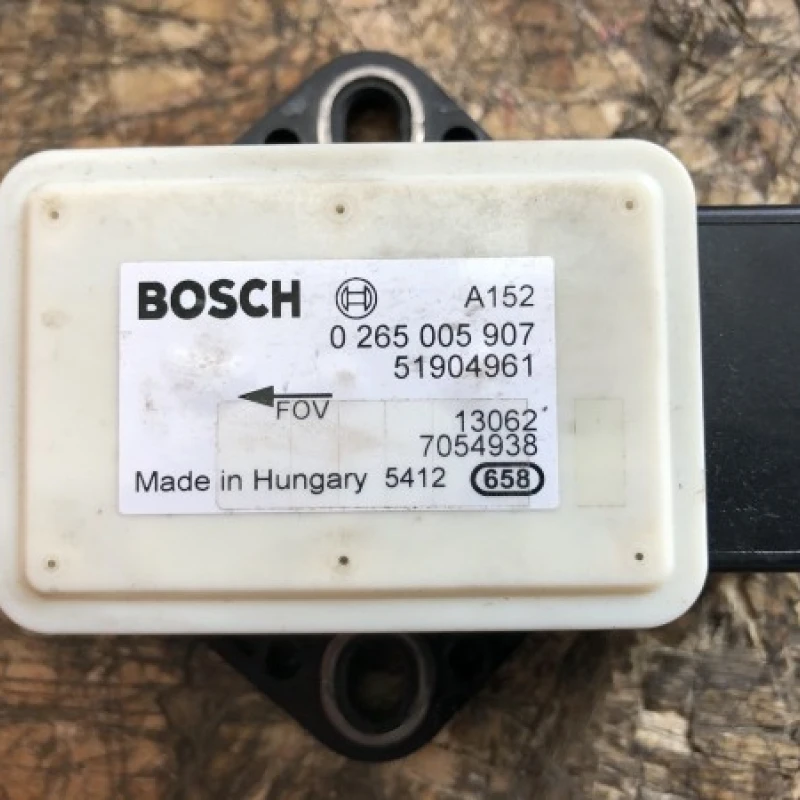 BOSCH A152
0 265 005 907
51904961
FOV
13062
7054938
Made in Hungary 5412 658